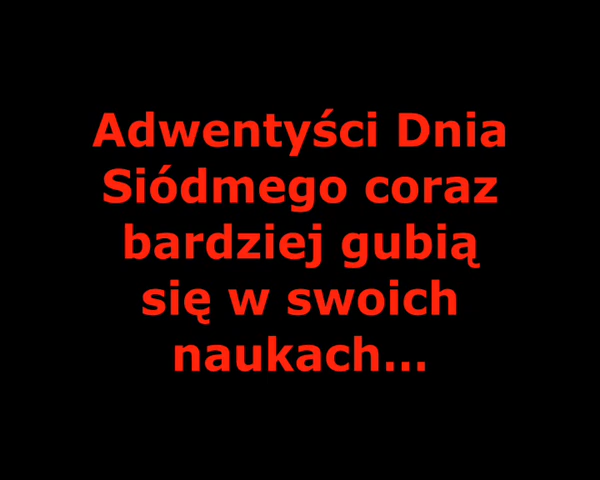 Adwentyści Dnia
Siódmego coraz
bardziej gubią
się w swoich
naukach...